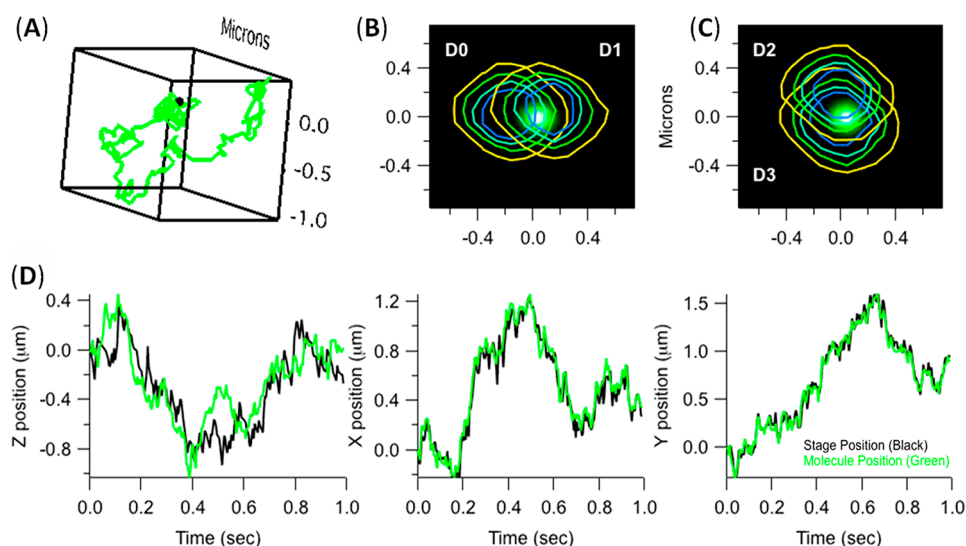 (A)
Microns
0.0
-0.5
-1.0
(B)
D0 D1
0.4
0.0
-0.4
-0.4 0.0 0.4
(C)
D2
D3
Microns
0.4
0.0
-0.4
-0.4 0.0 0.4
(D)
Z position (µm)
0.4
0.0
-0.4
-0.8
0.0 0.2 0.4 0.6 0.8 1.0
Time (sec)
X position (µm)
1.2
0.8
0.4
0.0
0.0 0.2 0.4 0.6 0.8 1.0
Time (sec)
Y position (µm)
1.5
1.0
0.5
0.0
Stage Position (Black)
Molecule Position (Green)
0.0 0.2 0.4 0.6 0.8 1.0
Time (sec)